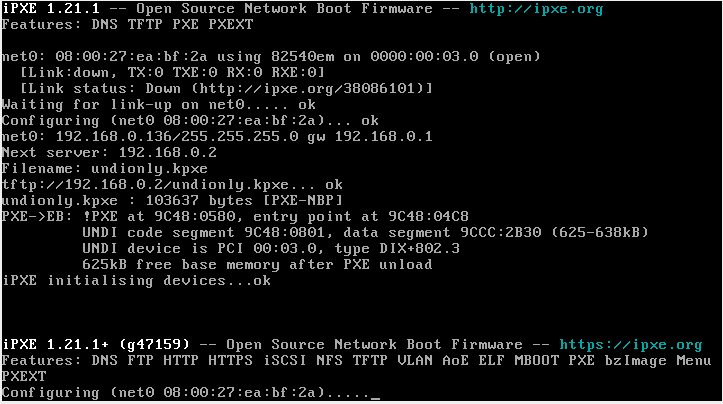 iPXE 1.21.1 -- Open Source Network Boot Firmware -- http://ipxe.org
Features: DNS TFTP PXE PXEXT
net0: 08:00:27:ea:bf:2a using 82540em on 0000:00:03.0 (open)
[Link:down, TX:0 TXE:0 RX:0 RXE:0]
[Link status: Down (http://ipxe.org/38086101)]
Waiting for link-up on net0..... ok
Configuring (net0 08:00:27:ea:bf:2a)... ok
net0: 192.168.0.136/255.255.255.0 gw 192.168.0.1
Next server: 192.168.0.2
Filename: undionly.kpxe
tftp://192.168.0.2/undionly.kpxe... ok
undionly.kpxe : 103637 bytes [PXE-NBP]
PXE->EB: !PXE at 9C48:0580, entry point at 9C48:04C8
UNDI code segment 9C48:0801, data segment 9CCC:2B30 (625-638kB)
UNDI device is PCI 00:03.0, type DIX+802.3
625kB free base memory after PXE unload
iPXE initialising devices...ok
iPXE 1.21.1+ (g47159) -- Open Source Network Boot Firmware -- https://ipxe.org
Features: DNS FTP HTTP HTTPS iSCSI NFS TFTP VLAN AoE ELF MBOOT PXE bzImage Menu
PXEXT
Configuring (net0 08:00:27:ea:bf:2a)....._